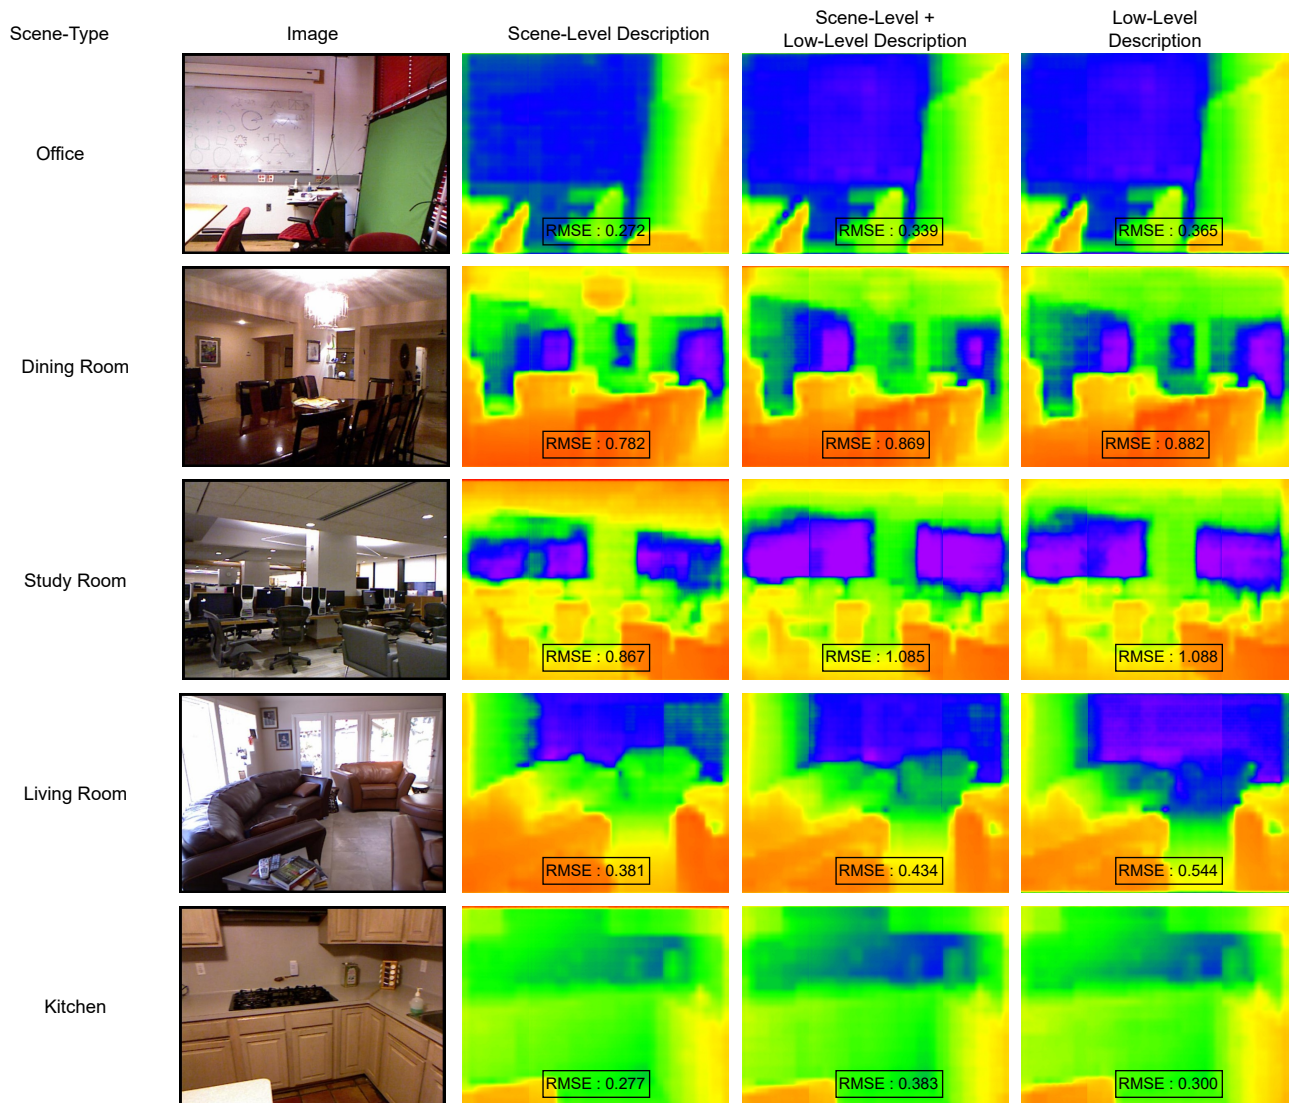 Scene-Type
Image
Scene-Level Description
Scene-Level +
Low-Level Description
Low-Level
Description
Office
RMSE : 0.272
RMSE : 0.339
RMSE : 0.365
Dining Room
RMSE : 0.782
RMSE : 0.869
RMSE : 0.882
Study Room
RMSE : 0.867
RMSE : 1.085
RMSE : 1.088
Living Room
RMSE : 0.381
RMSE : 0.434
RMSE : 0.544
Kitchen
RMSE : 0.277
RMSE : 0.383
RMSE : 0.300